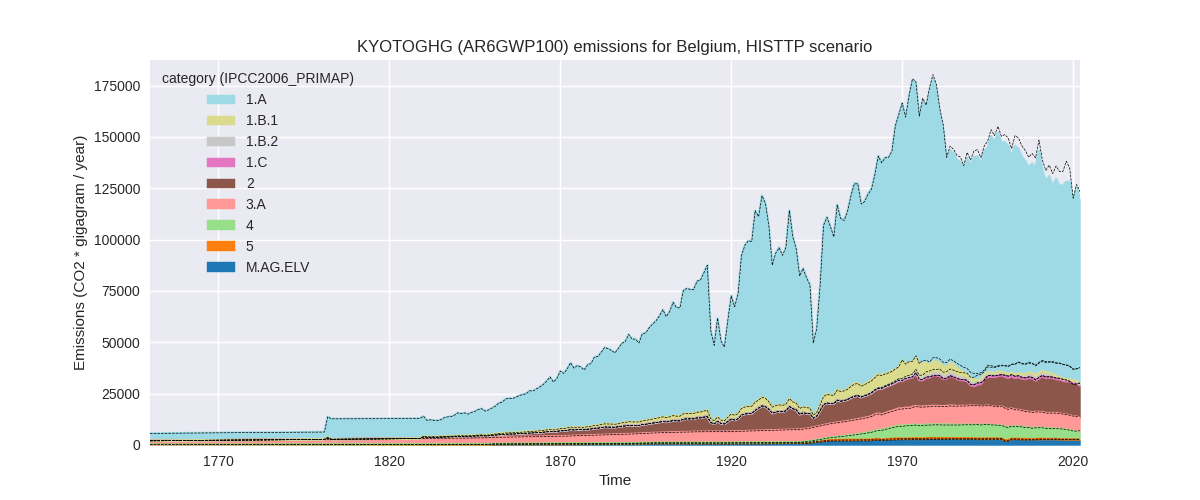 KYOTOGHG (AR6GWP100) emissions for Belgium, HISTTP scenario
category (IPCC2006_PRIMAP)
1.A
1.B.1
1.B.2
1.C
2
3.A
4
5
M.AG.ELV
Emissions (CO2 * gigagram / year)
175000
150000
125000
100000
75000
50000
25000
0
1770
1820
1870
1920
1970
2020
Time